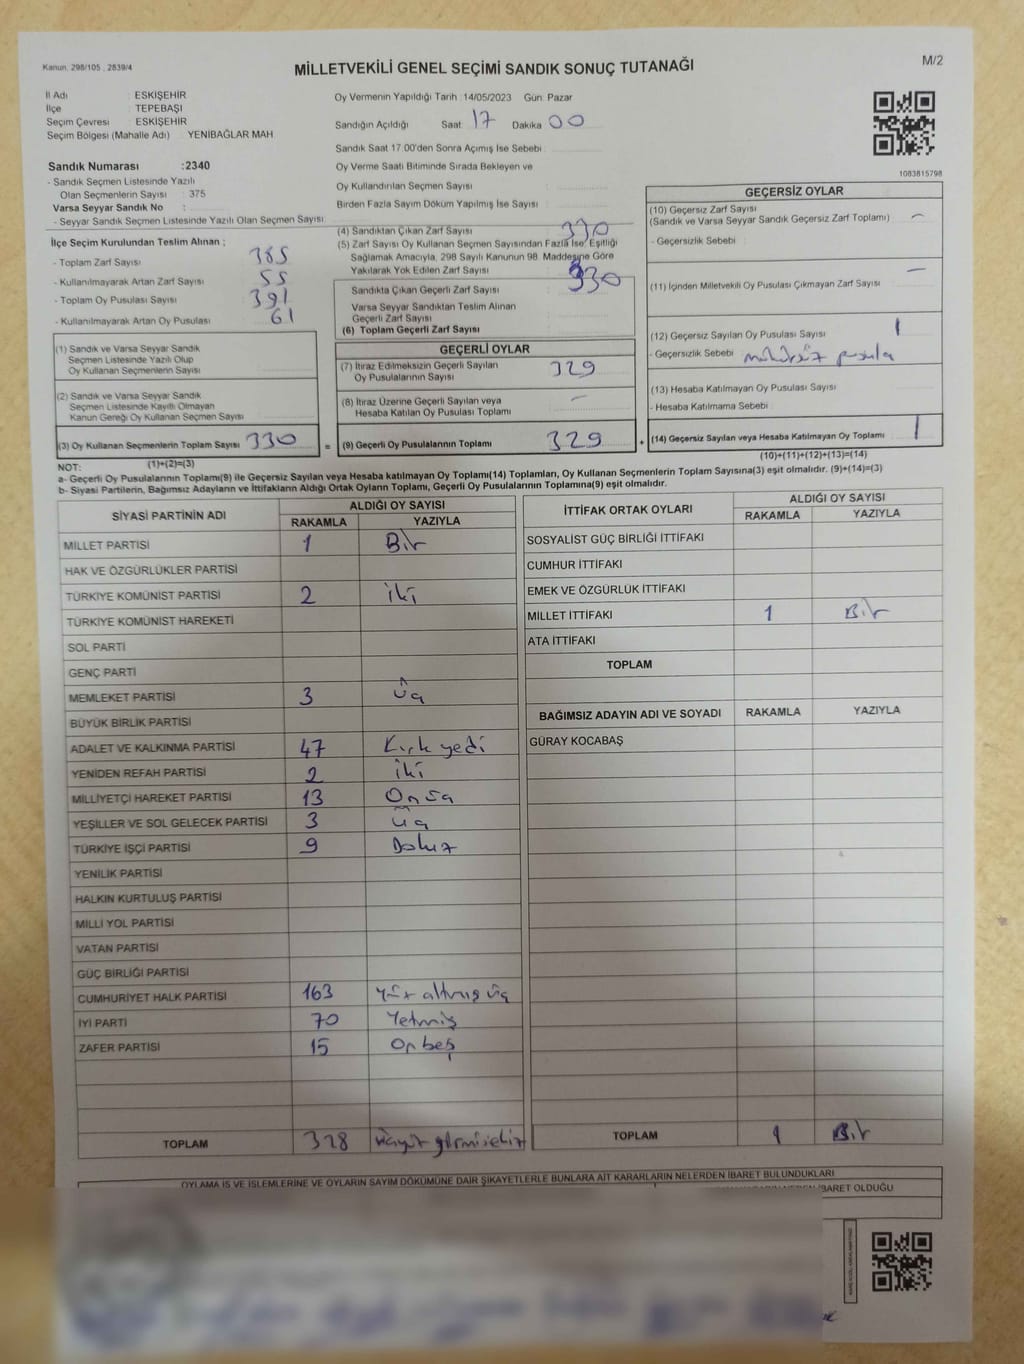 Kanun. 298/105 , 2839/4
MİLLETVEKİLİ GENEL SEÇİMİ SANDIK SONUÇ TUTANAĞI
M/2
İl Adı : ESKİŞEHİR
İlçe : TEPEBAŞI
Seçim Çevresi : ESKİŞEHİR
Seçim Bölgesi (Mahalle Adı) YENİBAĞLAR MAH.
Oy Vermenin Yapıldığı Tarih :14/05/2023 Gün: Pazar
Sandığın Açıldığı Saat 17 Dakika 00
Sandık Saat 17.00'den Sonra Açımış İse Sebebi :
Sandık Numarası :2340
- Sandık Seçmen Listesinde Yazılı
Olan Seçmenlerin Sayısı : 375
Varsa Seyyar Sandık No :
- Seyyar Sandık Seçmen Listesinde Yazılı Olan Seçmen Sayısı :
Oy Verme Saati Bitiminde Sırada Bekleyen ve
Oy Kullandırılan Seçmen Sayısı :
Birden Fazla Sayım Döküm Yapılmış İse Sayısı :
1083815798
İlçe Seçim Kurulundan Teslim Alınan ;
- Toplam Zarf Sayısı : 385
- Kullanılmayarak Artan Zarf Sayısı : 55
- Toplam Oy Pusulası Sayısı : 391
- Kullanılmayarak Artan Oy Pusulası : 61
(4) Sandıktan Çıkan Zarf Sayısı : 330
(5) Zarf Sayısı Oy Kullanan Seçmen Sayısından Fazla İse, Eşitliği
Sağlamak Amacıyla, 298 Sayılı Kanunun 98. Maddesine Göre
Yakılarak Yok Edilen Zarf Sayısı :
Sandıkta Çıkan Geçerli Zarf Sayısı : 330
Varsa Seyyar Sandıktan Teslim Alınan
Geçerli Zarf Sayısı :
(6) Toplam Geçerli Zarf Sayısı :
GEÇERSİZ OYLAR
(10) Geçersiz Zarf Sayısı : -
(Sandık ve Varsa Seyyar Sandık Geçersiz Zarf Toplamı)
- Geçersizlik Sebebi :
(11) İçinden Milletvekili Oy Pusulası Çıkmayan Zarf Sayısı : -
(12) Geçersiz Sayılan Oy Pusulası Sayısı : 1
- Geçersizlik Sebebi : mühürsüz pusula
(13) Hesaba Katılmayan Oy Pusulası Sayısı :
- Hesaba Katılmama Sebebi :
(14) Geçersiz Sayılan veya Hesaba Katılmayan Oy Toplamı : 1
(10)+(11)+(12)+(13)=(14)
(1) Sandık ve Varsa Seyyar Sandık
Seçmen Listesinde Yazılı Olup
Oy Kullanan Seçmenlerin Sayısı :
(2) Sandık ve Varsa Seyyar Sandık
Seçmen Listesinde Kayıtlı Olmayan
Kanun Gereği Oy Kullanan Seçmen Sayısı :
(3) Oy Kullanan Seçmenlerin Toplam Sayısı : 330 =
(1)+(2)=(3)
GEÇERLİ OYLAR
(7) İtiraz Edilmeksizin Geçerli Sayılan
Oy Pusulalarının Sayısı : 329
(8) İtiraz Üzerine Geçerli Sayılan veya
Hesaba Katılan Oy Pusulası Toplamı : -
(9) Geçerli Oy Pusulalarının Toplamı : 329 +
NOT:
a- Geçerli Oy Pusulalarının Toplamı(9) ile Geçersiz Sayılan veya Hesaba katılmayan Oy Toplamı(14) Toplamları, Oy Kullanan Seçmenlerin Toplam Sayısına(3) eşit olmalıdır. (9)+(14)=(3)
b- Siyasi Partilerin, Bağımsız Adayların ve İttifakların Aldığı Ortak Oyların Toplamı, Geçerli Oy Pusulalarının Toplamına(9) eşit olmalıdır.
SİYASİ PARTİNİN ADI ALDIĞI OY SAYISI
RAKAMLA YAZIYLA
MİLLET PARTİSİ 1 Bir
HAK VE ÖZGÜRLÜKLER PARTİSİ
TÜRKİYE KOMÜNİST PARTİSİ 2 iki
TÜRKİYE KOMÜNİST HAREKETİ
SOL PARTİ
GENÇ PARTİ
MEMLEKET PARTİSİ 3 üç
BÜYÜK BİRLİK PARTİSİ
ADALET VE KALKINMA PARTİSİ 47 Kırk yedi
YENİDEN REFAH PARTİSİ 2 iki
MİLLİYETÇİ HAREKET PARTİSİ 13 Onüç
YEŞİLLER VE SOL GELECEK PARTİSİ 3 üç
TÜRKİYE İŞÇİ PARTİSİ 9 Dokuz
YENİLİK PARTİSİ
HALKIN KURTULUŞ PARTİSİ
MİLLİ YOL PARTİSİ
VATAN PARTİSİ
GÜÇ BİRLİĞİ PARTİSİ
CUMHURİYET HALK PARTİSİ 163 Yüz altmış üç
İYİ PARTİ 70 Yetmiş
ZAFER PARTİSİ 15 Onbeş
TOPLAM 328 üçyüz yirmisekiz
İTTİFAK ORTAK OYLARI ALDIĞI OY SAYISI
RAKAMLA YAZIYLA
SOSYALİST GÜÇ BİRLİĞİ İTTİFAKI
CUMHUR İTTİFAKI
EMEK VE ÖZGÜRLÜK İTTİFAKI
MİLLET İTTİFAKI 1 Bir
ATA İTTİFAKI
TOPLAM
BAĞIMSIZ ADAYIN ADI VE SOYADI RAKAMLA YAZIYLA
GÜRAY KOCABAŞ
TOPLAM 1 Bir
OYLAMA İŞ VE İŞLEMLERİNE VE OYLARIN SAYIM DÖKÜMÜNE DAİR ŞİKAYETLERLE BUNLARA AİT KARARLARIN NELERDEN İBARET BULUNDUKLARI
İBARET OLDUĞU